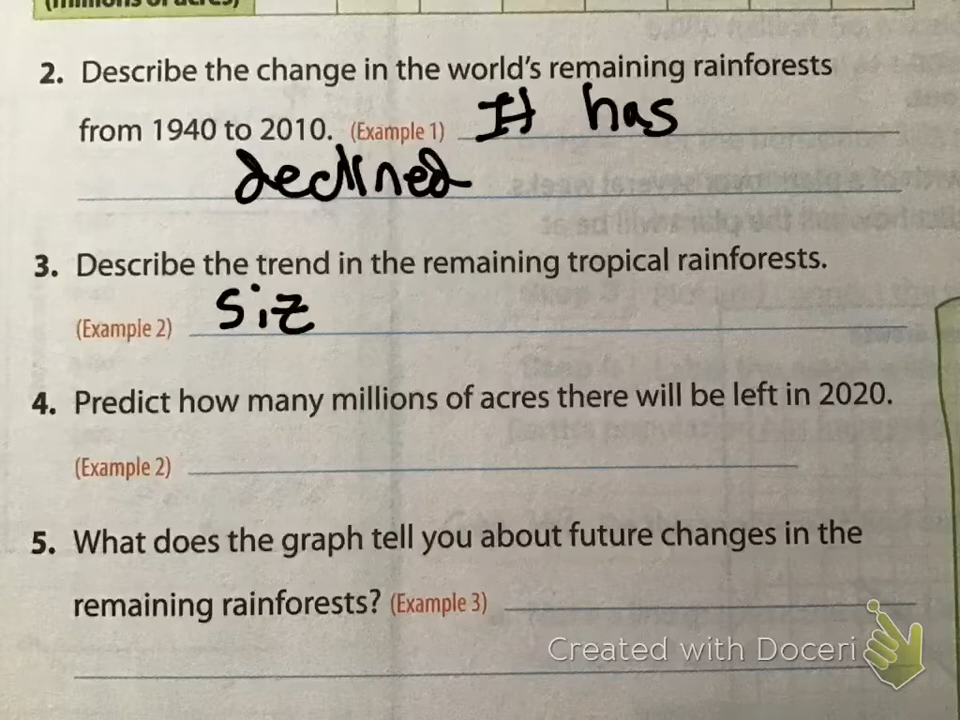 (millions of acres)
2. Describe the change in the world's remaining rainforests
from 1940 to 2010. (Example 1) It has
declined
3. Describe the trend in the remaining tropical rainforests.
(Example 2) Siz
4. Predict how many millions of acres there will be left in 2020.
(Example 2)
5. What does the graph tell you about future changes in the
remaining rainforests? (Example 3)
Created with Doceri